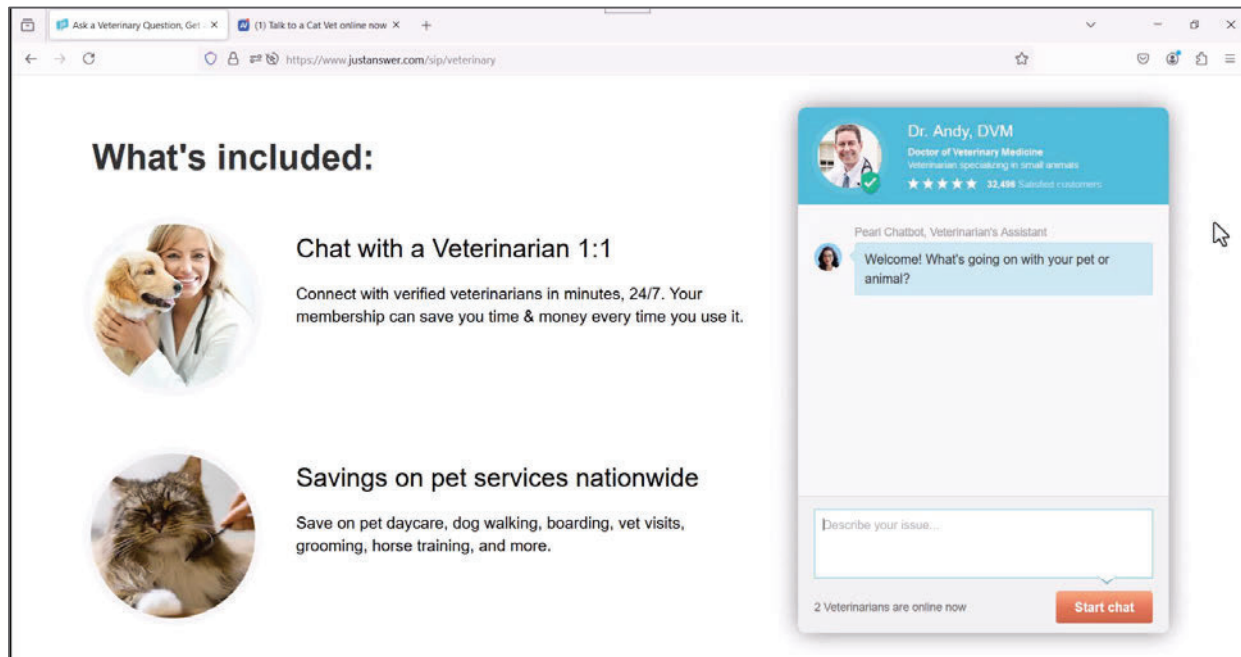 Ask a Veterinary Question, Get
(1) Talk to a Cat Vet online now
https://www.justanswer.com/sip/veterinary
What's included:
Chat with a Veterinarian 1:1
Connect with verified veterinarians in minutes, 24/7. Your
membership can save you time & money every time you use it.
Savings on pet services nationwide
Save on pet daycare, dog walking, boarding, vet visits,
grooming, horse training, and more.
Dr. Andy, DVM
Doctor of Veterinary Medicine
Veterinarian specializing in small animals
32,498 Satisfied customers
Pearl Chatbot, Veterinarian's Assistant
Welcome! What's going on with your pet or
animal?
Describe your issue...
2 Veterinarians are online now
Start chat